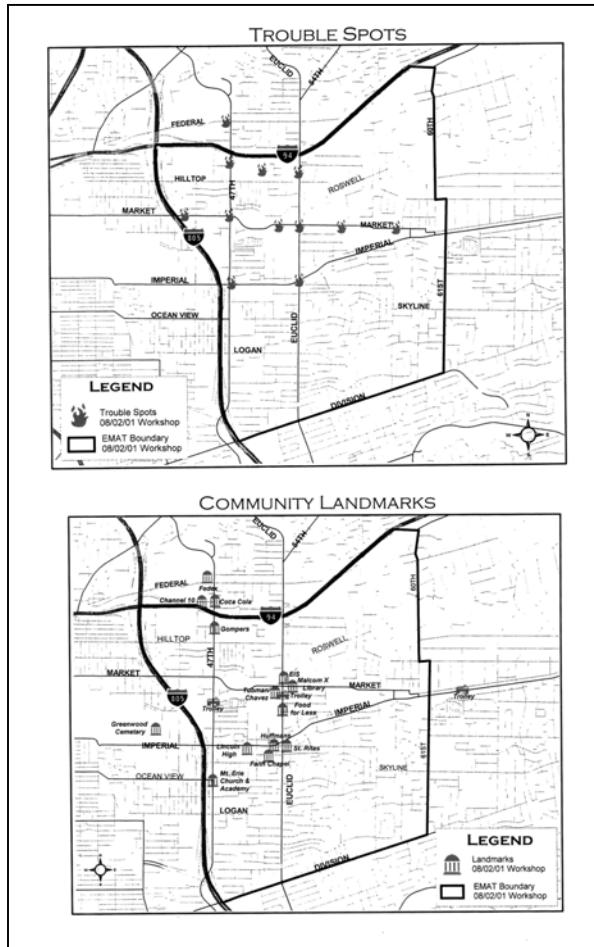 TROUBLE SPOTS
EUCLID
54TH
FEDERAL
94
60TH
HILLTOP
47TH
ROSWELL
MARKET
MARKET
805
IMPERIAL
IMPERIAL
61ST
OCEAN VIEW
SKYLINE
EUCLID
LOGAN
DIVISION
LEGEND
Trouble Spots
08/02/01 Workshop
EMAT Boundary
08/02/01 Workshop
N
W
E
S
COMMUNITY LANDMARKS
EUCLID
54TH
FEDERAL
Fedex
Channel 10
Coca Cola
94
60TH
Gompers
HILLTOP
47TH
ROSWELL
EIS
MARKET
Malcom X
Library
Tubman
Chavez
Trolley
MARKET
805
Trolley
Trolley
Food
for Less
IMPERIAL
Greenwood
Cemetary
Hoffmans
IMPERIAL
Lincoln
High
St. Ritas
Faith Chapel
61ST
OCEAN VIEW
Mt. Erie
Church &
Academy
SKYLINE
EUCLID
LOGAN
DIVISION
LEGEND
Landmarks
08/02/01 Workshop
EMAT Boundary
08/02/01 Workshop